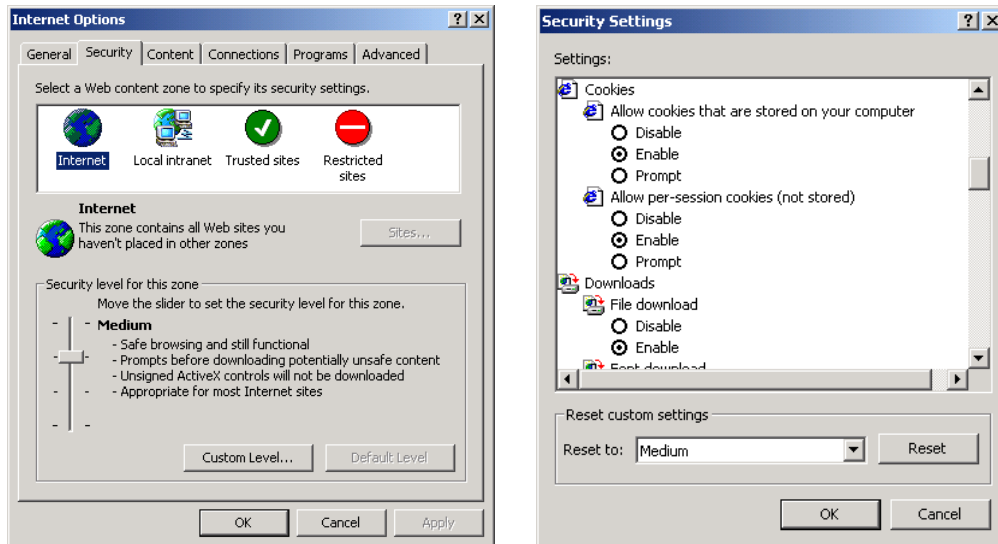 Internet Options
General Security Content Connections Programs Advanced
Select a Web content zone to specify its security settings.
Internet Local intranet Trusted sites Restricted
sites
Internet
This zone contains all Web sites you
haven't placed in other zones
Sites...
Security level for this zone
Move the slider to set the security level for this zone.
Medium
- Safe browsing and still functional
- Prompts before downloading potentially unsafe content
- Unsigned ActiveX controls will not be downloaded
- Appropriate for most Internet sites
Custom Level... Default Level
OK Cancel Apply
Security Settings
Settings:
Cookies
Allow cookies that are stored on your computer
Disable
Enable
Prompt
Allow per-session cookies (not stored)
Disable
Enable
Prompt
Downloads
File download
Disable
Enable
Font download
Reset custom settings
Reset to: Medium Reset
OK Cancel